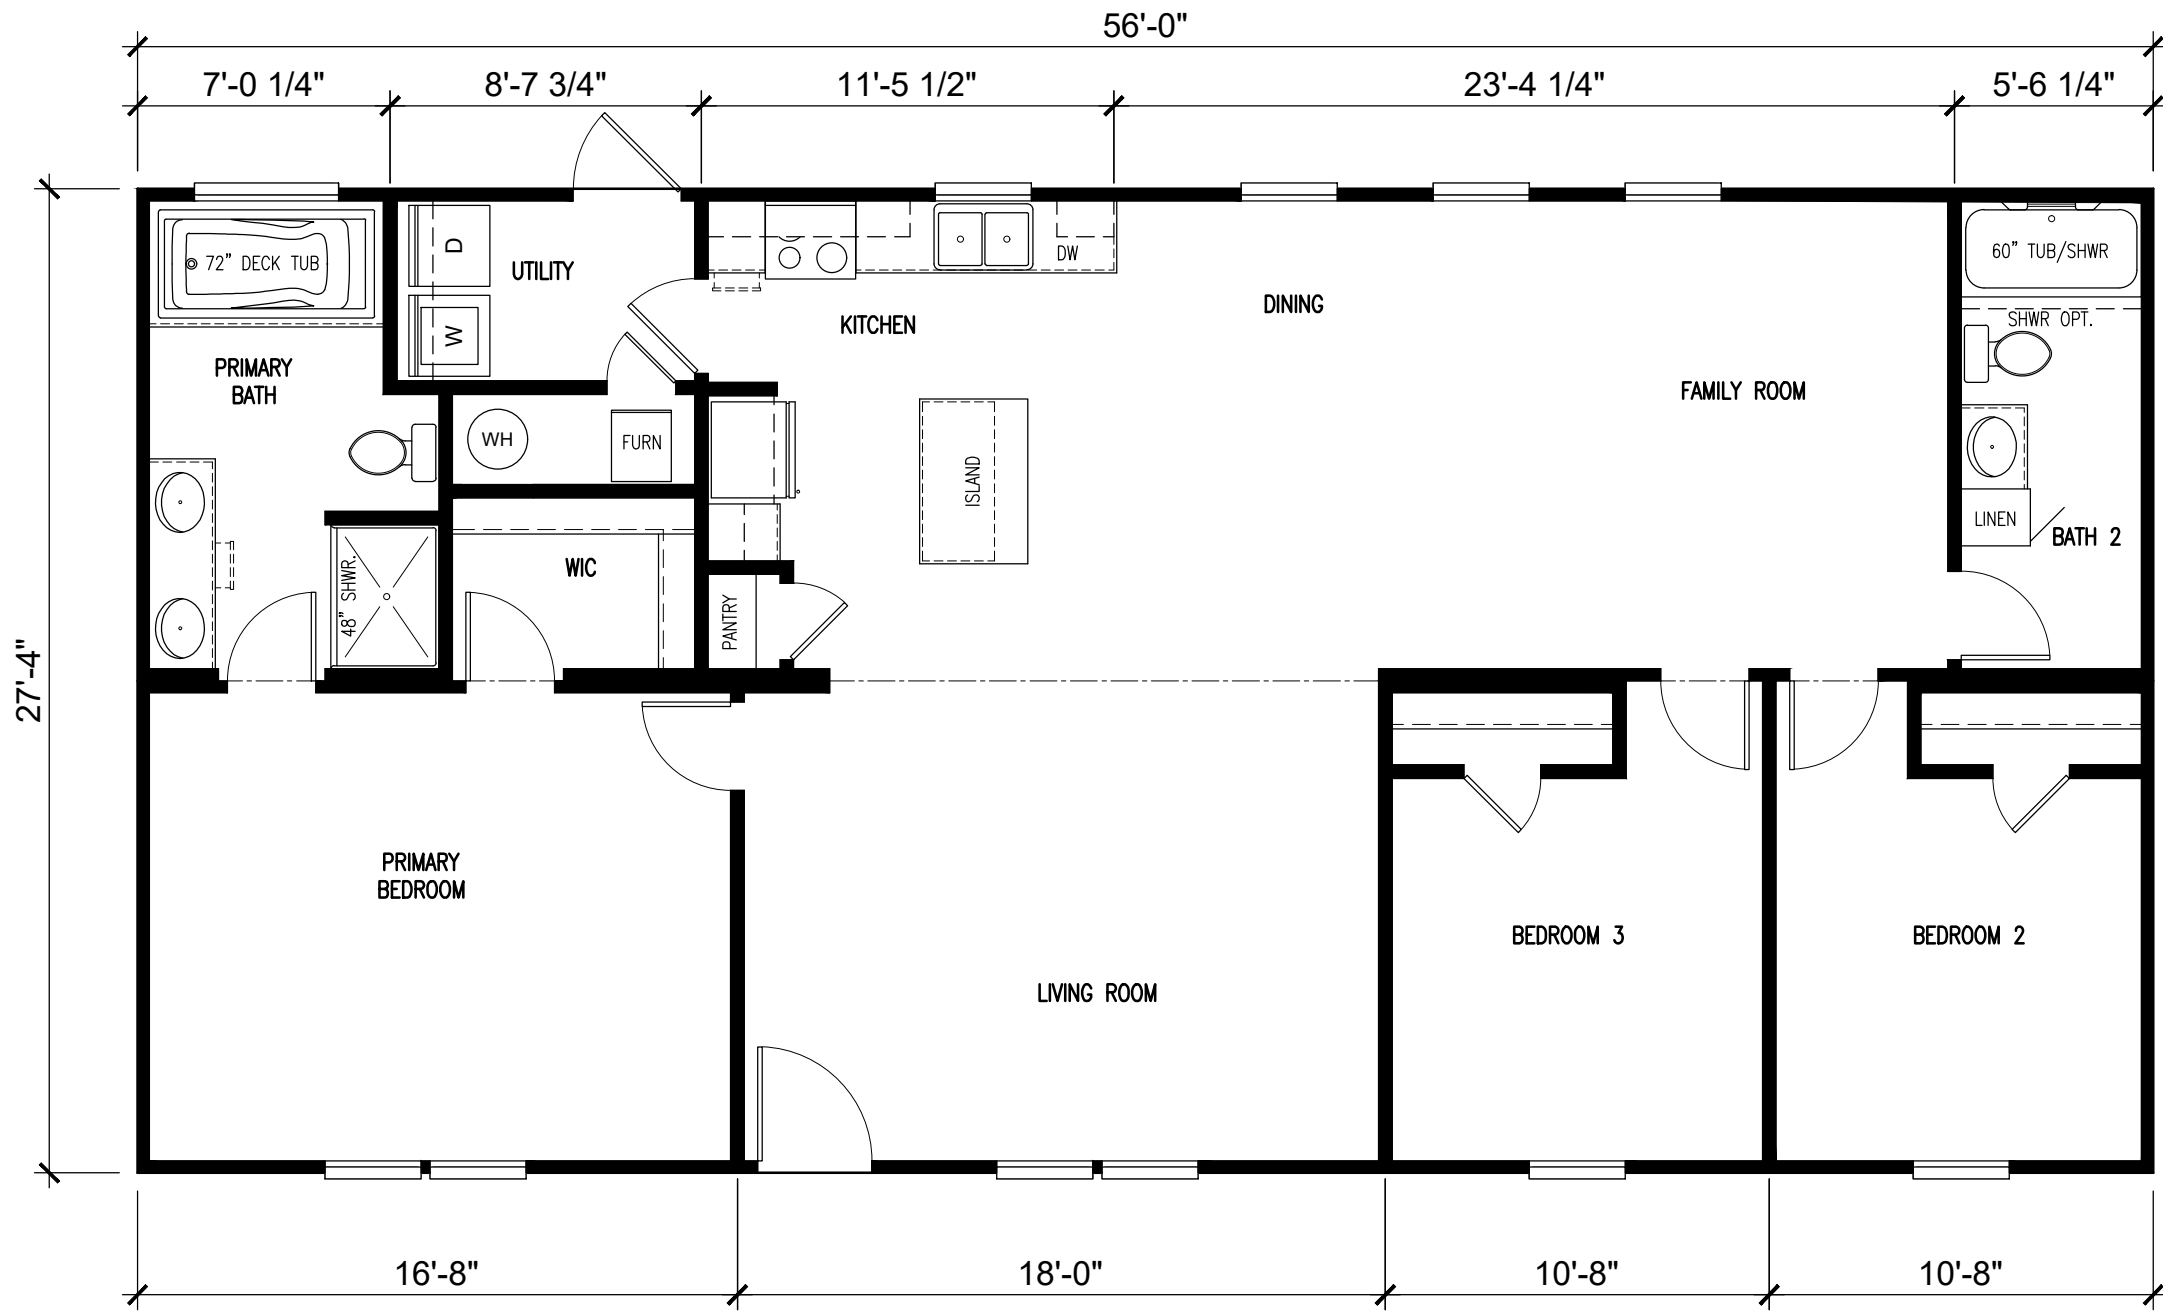 56'-0"
7'-0 1/4"
8'-7 3/4"
11'-5 1/2"
23'-4 1/4"
5'-6 1/4"
72" DECK TUB
D
UTILITY
W
DW
KITCHEN
DINING
60" TUB/SHWR
SHWR OPT.
PRIMARY
BATH
FAMILY ROOM
WH
FURN
ISLAND
LINEN
BATH 2
WIC
48" SHWR.
PANTRY
27'-4"
PRIMARY
BEDROOM
LIVING ROOM
BEDROOM 3
BEDROOM 2
16'-8"
18'-0"
10'-8"
10'-8"